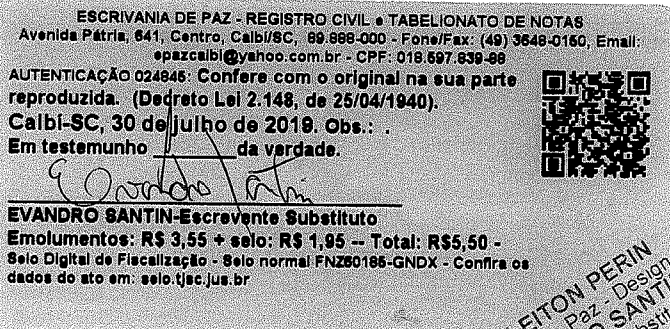 ESCRIVANIA DE PAZ - REGISTRO CIVIL e TABELIONATO DE NOTAS
Avenida Pátria, 641, Centro, Caibi/SC, 89.888-000 - Fone/Fax: (49) 3648-0150, Email:
epazcaibi@yahoo.com.br - CPF: 018.597.839-86
AUTENTICAÇÃO 024845: Confere com o original na sua parte
reproduzida. (Decreto Lei 2.148, de 25/04/1940).
Caibi-SC, 30 de julho de 2019. Obs.: .
Em testemunho ________ da verdade.
EVANDRO SANTIN-Escrevente Substituto
Emolumentos: R$ 3,55 + selo: R$ 1,95 -- Total: R$5,50 -
Selo Digital de Fiscalização - Selo normal FNZ60185-GNDX - Confira os
dados do ato em: selo.tjsc.jus.br
EITON PERIN
Paz - Design
SANTI